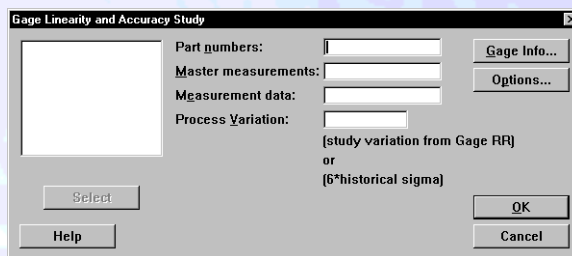 Gage Linearity and Accuracy Study
Part numbers:
Gage Info...
Master measurements:
Options...
Measurement data:
Process Variation:
(study variation from Gage RR)
or
(6*historical sigma)
Select
OK
Help
Cancel